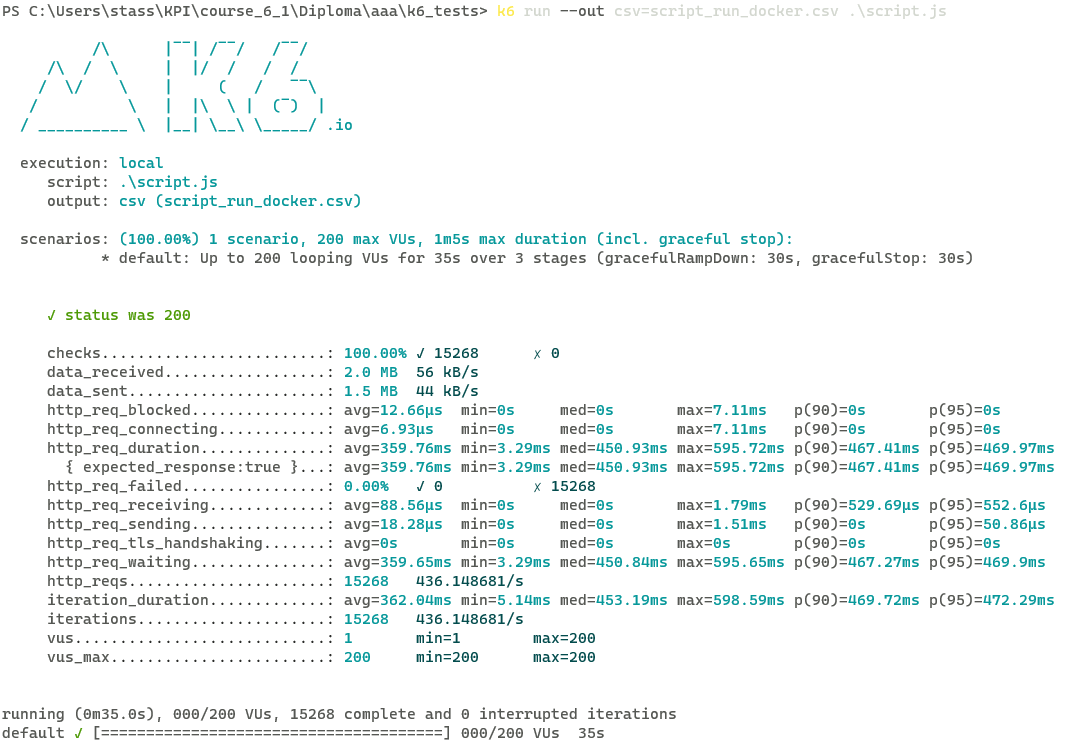 PS C:\Users\stass\KPI\course_6_1\Diploma\aaa\k6_tests> k6 run --out csv=script_run_docker.csv .\script.js
          /\      |‾‾| /‾‾/   /‾‾/
     /\  /  \     |  |/  /   /  /
    /  \/    \    |     (   /   ‾‾\
   /          \   |  |\  \ |  (‾)  |
  / __________ \  |__| \__\ \_____/ .io
  execution: local
     script: .\script.js
     output: csv (script_run_docker.csv)
  scenarios: (100.00%) 1 scenario, 200 max VUs, 1m5s max duration (incl. graceful stop):
           * default: Up to 200 looping VUs for 35s over 3 stages (gracefulRampDown: 30s, gracefulStop: 30s)
     ✓ status was 200
     checks.........................: 100.00% ✓ 15268      ✗ 0
     data_received..................: 2.0 MB  56 kB/s
     data_sent......................: 1.5 MB  44 kB/s
     http_req_blocked...............: avg=12.66µs  min=0s     med=0s       max=7.11ms   p(90)=0s       p(95)=0s
     http_req_connecting............: avg=6.93µs   min=0s     med=0s       max=7.11ms   p(90)=0s       p(95)=0s
     http_req_duration..............: avg=359.76ms min=3.29ms med=450.93ms max=595.72ms p(90)=467.41ms p(95)=469.97ms
       { expected_response:true }...: avg=359.76ms min=3.29ms med=450.93ms max=595.72ms p(90)=467.41ms p(95)=469.97ms
     http_req_failed................: 0.00%   ✓ 0          ✗ 15268
     http_req_receiving.............: avg=88.56µs  min=0s     med=0s       max=1.79ms   p(90)=529.69µs p(95)=552.6µs
     http_req_sending...............: avg=18.28µs  min=0s     med=0s       max=1.51ms   p(90)=0s       p(95)=50.86µs
     http_req_tls_handshaking.......: avg=0s       min=0s     med=0s       max=0s       p(90)=0s       p(95)=0s
     http_req_waiting...............: avg=359.65ms min=3.29ms med=450.84ms max=595.65ms p(90)=467.27ms p(95)=469.9ms
     http_reqs......................: 15268   436.148681/s
     iteration_duration.............: avg=362.04ms min=5.14ms med=453.19ms max=598.59ms p(90)=469.72ms p(95)=472.29ms
     iterations.....................: 15268   436.148681/s
     vus............................: 1       min=1        max=200
     vus_max........................: 200     min=200      max=200
running (0m35.0s), 000/200 VUs, 15268 complete and 0 interrupted iterations
default ✓ [======================================] 000/200 VUs  35s